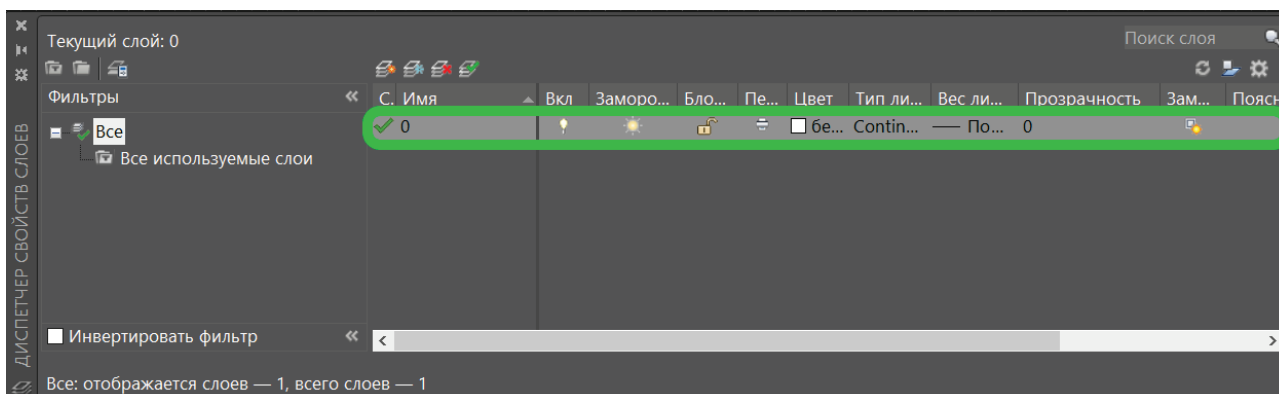 Текущий слой: 0
Поиск слоя
Фильтры
С. Имя Вкл Заморо... Бло... Пе... Цвет Тип ли... Вес ли... Прозрачность Зам... Поясн
Все
0 бе... Contin... По... 0
Все используемые слои
ДИСПЕТЧЕР СВОЙСТВ СЛОЕВ
Инвертировать фильтр
Все: отображается слоев — 1, всего слоев — 1